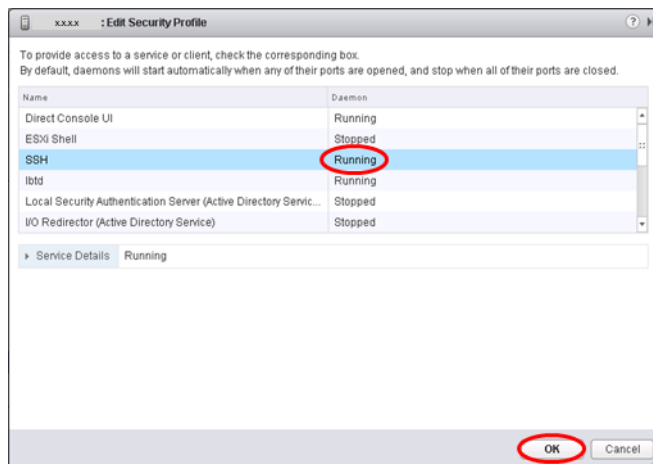 xxxx : Edit Security Profile
To provide access to a service or client, check the corresponding box.
By default, daemons will start automatically when any of their ports are opened, and stop when all of their ports are closed.
Name Daemon
Direct Console UI Running
ESXi Shell Stopped
SSH Running
lbtd Running
Local Security Authentication Server (Active Directory Servic... Stopped
I/O Redirector (Active Directory Service) Stopped
Service Details Running
OK Cancel